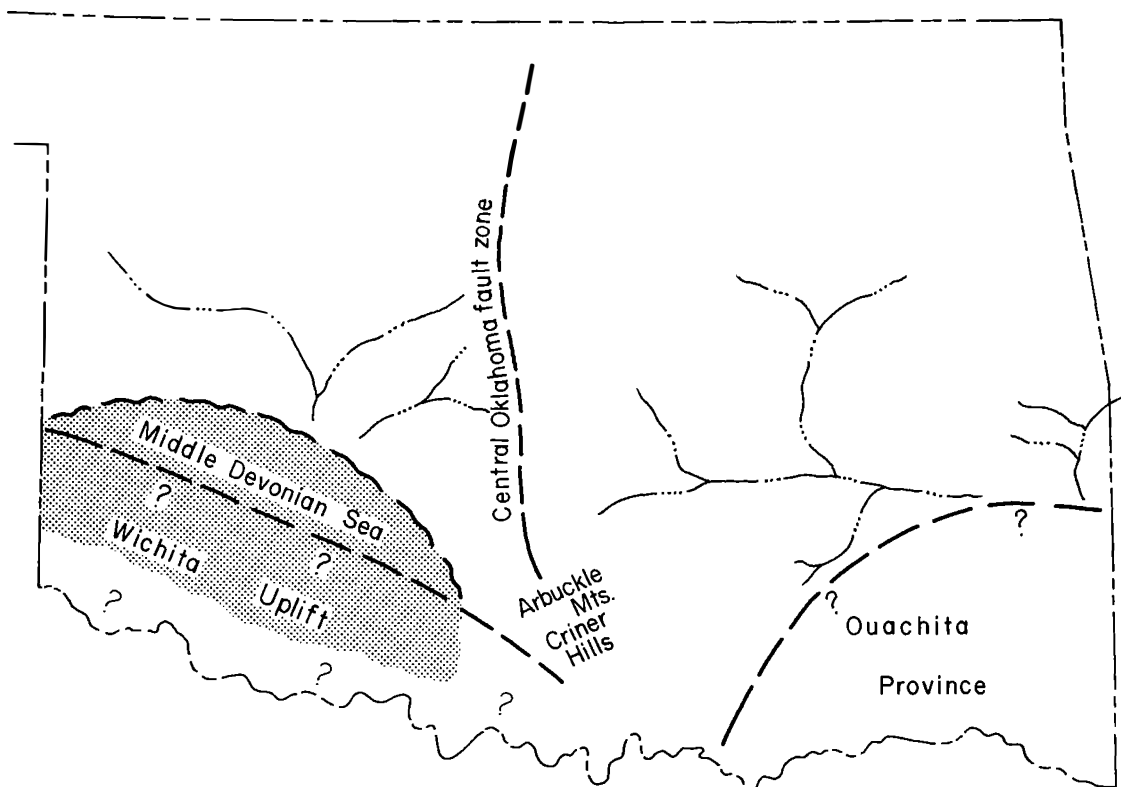 Central Oklahoma fault zone
Middle Devonian Sea
?
?
Wichita Uplift
?
?
?
Arbuckle
Mts.
Criner
Hills
?
?
Ouachita
Province